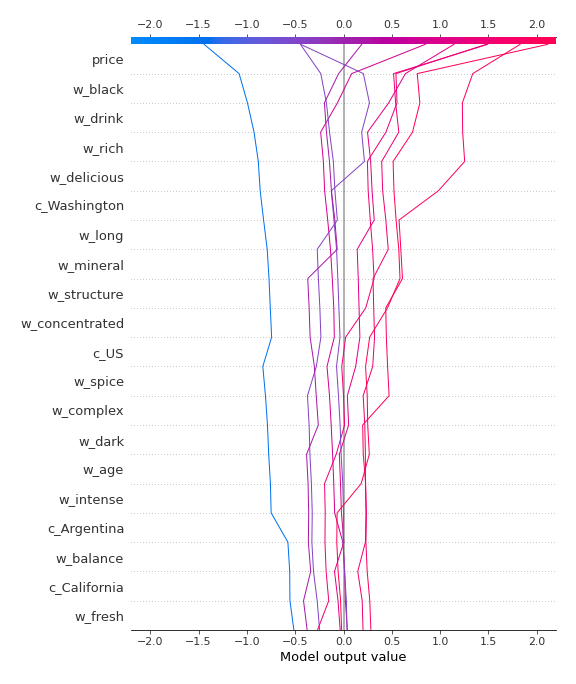 −2.0 −1.5 −1.0 −0.5 0.0 0.5 1.0 1.5 2.0
price
w_black
w_drink
w_rich
w_delicious
c_Washington
w_long
w_mineral
w_structure
w_concentrated
c_US
w_spice
w_complex
w_dark
w_age
w_intense
c_Argentina
w_balance
c_California
w_fresh
−2.0 −1.5 −1.0 −0.5 0.0 0.5 1.0 1.5 2.0
Model output value